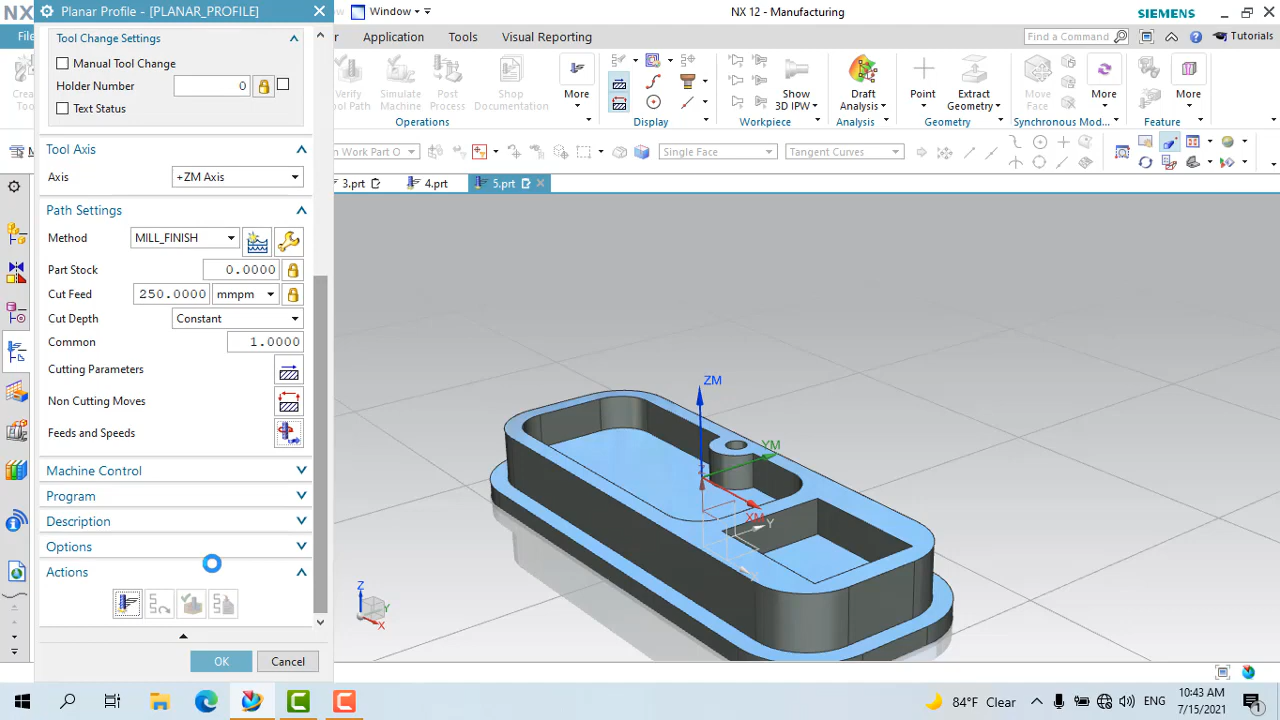 NX
Planar Profile - [PLANAR_PROFILE]
Window
NX 12 - Manufacturing
SIEMENS
File
Application
Tools
Visual Reporting
Find a Command
Tutorials
Tool Change Settings
Manual Tool Change
Holder Number
0
Text Status
Tool Path
Simulate Machine
Post Process
Shop Documentation
More
Show 3D IPW
Draft Analysis
Point
Extract Geometry
Move Face
More
More
Operations
Display
Workpiece
Analysis
Geometry
Synchronous Mod...
Feature
Work Part O
Single Face
Tangent Curves
3.prt
4.prt
5.prt
Tool Axis
Axis
+ZM Axis
Path Settings
Method
MILL_FINISH
Part Stock
0.0000
Cut Feed
250.0000
mmpm
Cut Depth
Constant
Common
1.0000
Cutting Parameters
Non Cutting Moves
Feeds and Speeds
Machine Control
Program
Description
Options
Actions
OK
Cancel
ZM
YM
XM
Z
Y
Z
Y
X
84°F Clear
ENG
10:43 AM
7/15/2021
1